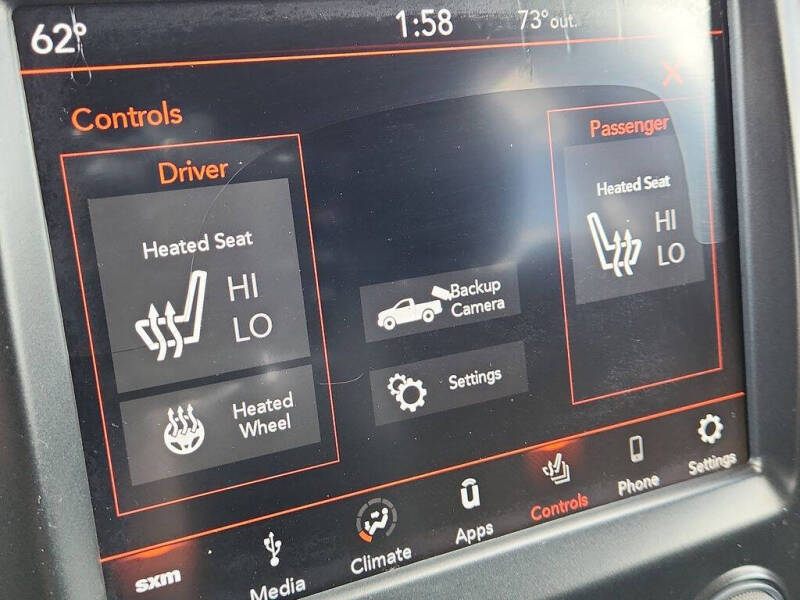 62°
1:58
73°out.
Controls
Driver
Heated Seat
HI
LO
Heated
Wheel
Backup
Camera
Settings
Passenger
Heated Seat
HI
LO
sxm
Media
Climate
Apps
Controls
Phone
Settings